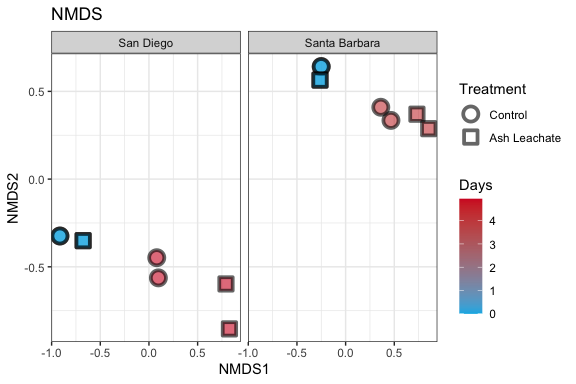 NMDS
San Diego
Santa Barbara
0.5
0.0
-0.5
NMDS2
-1.0 -0.5 0.0 0.5 -1.0 -0.5 0.0 0.5
NMDS1
Treatment
Control
Ash Leachate
Days
4
3
2
1
0